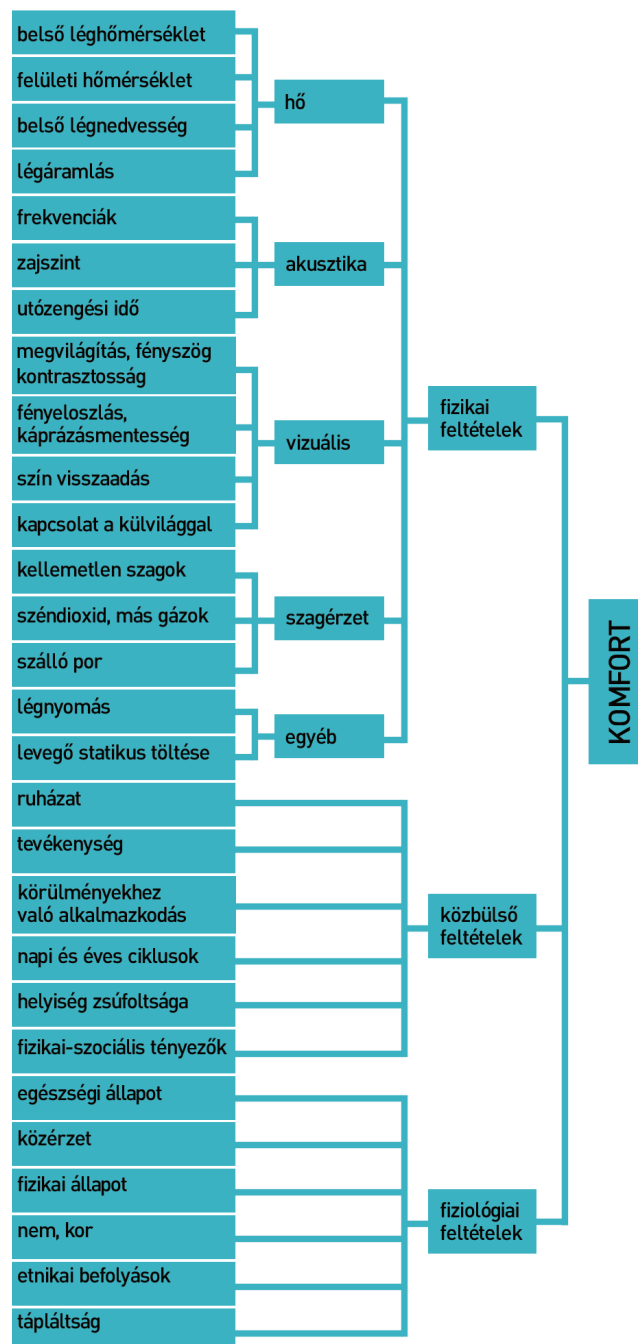 belső léghőmérséklet
felületi hőmérséklet
belső légnedvesség
légáramlás
hő
frekvenciák
zajszint
utózengési idő
akusztika
megvilágítás, fényszög
kontrasztosság
fényeloszlás,
káprázásmentesség
szín visszaadás
kapcsolat a külvilággal
vizuális
kellemetlen szagok
széndioxid, más gázok
szálló por
szagérzet
légnyomás
levegő statikus töltése
egyéb
fizikai
feltételek
ruházat
tevékenység
körülményekhez
való alkalmazkodás
napi és éves ciklusok
helyiség zsúfoltsága
fizikai-szociális tényezők
közbülső
feltételek
egészségi állapot
közérzet
fizikai állapot
nem, kor
etnikai befolyások
tápláltság
fiziológiai
feltételek
KOMFORT